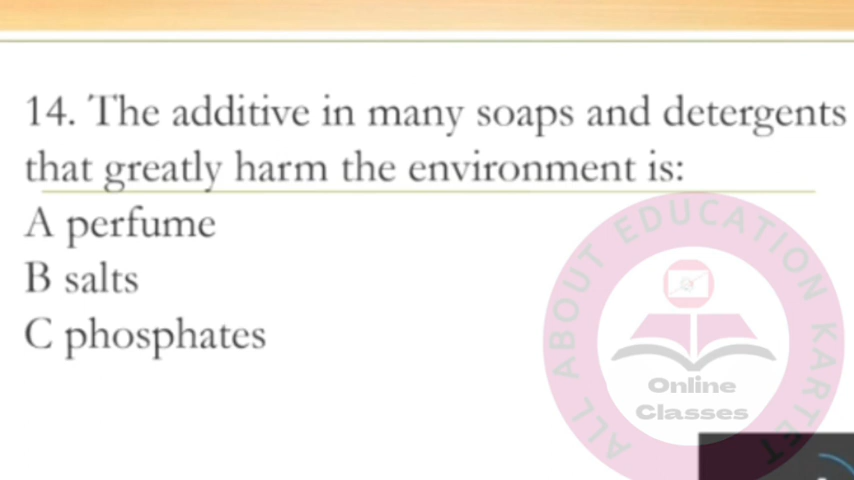 14. The additive in many soaps and detergents
that greatly harm the environment is:
A perfume
B salts
C phosphates
ALL ABOUT EDUCATION KARTET
Online
Classes